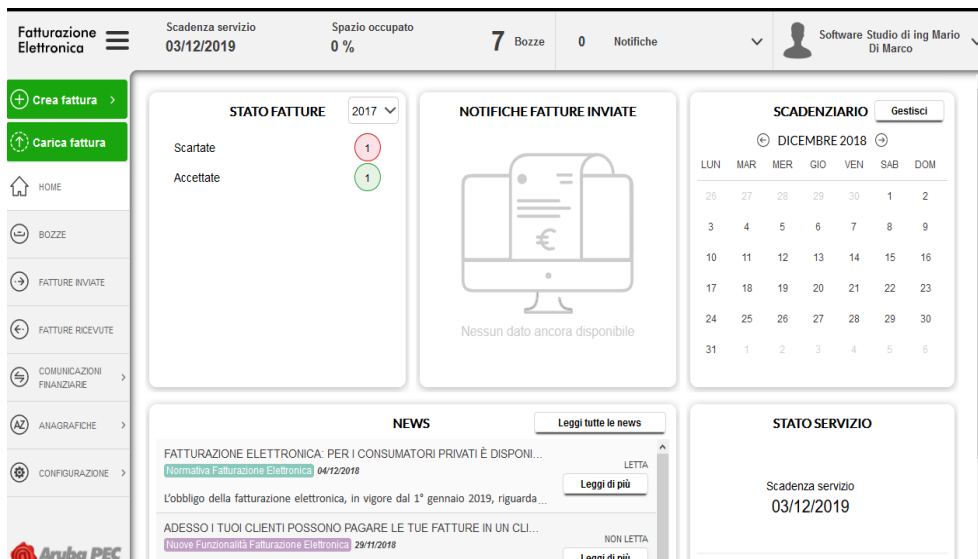 Fatturazione
Elettronica
Scadenza servizio
03/12/2019
Spazio occupato
0 %
7 Bozze
0 Notifiche
Software Studio di ing Mario
Di Marco
Crea fattura
Carica fattura
HOME
BOZZE
FATTURE INVIATE
FATTURE RICEVUTE
COMUNICAZIONI
FINANZIARIE
AZ ANAGRAFICHE
CONFIGURAZIONE
Aruba PEC
STATO FATTURE 2017
Scartate 1
Accettate 1
NOTIFICHE FATTURE INVIATE
€
Nessun dato ancora disponibile
SCADENZIARIO Gestisci
DICEMBRE 2018
LUN MAR MER GIO VEN SAB DOM
26 27 28 29 30 1 2
3 4 5 6 7 8 9
10 11 12 13 14 15 16
17 18 19 20 21 22 23
24 25 26 27 28 29 30
31 1 2 3 4 5 6
NEWS Leggi tutte le news
FATTURAZIONE ELETTRONICA: PER I CONSUMATORI PRIVATI È DISPONI...
Normativa Fatturazione Elettronica 04/12/2018
LETTA
Leggi di più
L'obbligo della fatturazione elettronica, in vigore dal 1° gennaio 2019, riguarda...
ADESSO I TUOI CLIENTI POSSONO PAGARE LE TUE FATTURE IN UN CLI...
Nuove Funzionalità Fatturazione Elettronica 29/11/2018
NON LETTA
Leggi di più
STATO SERVIZIO
Scadenza servizio
03/12/2019